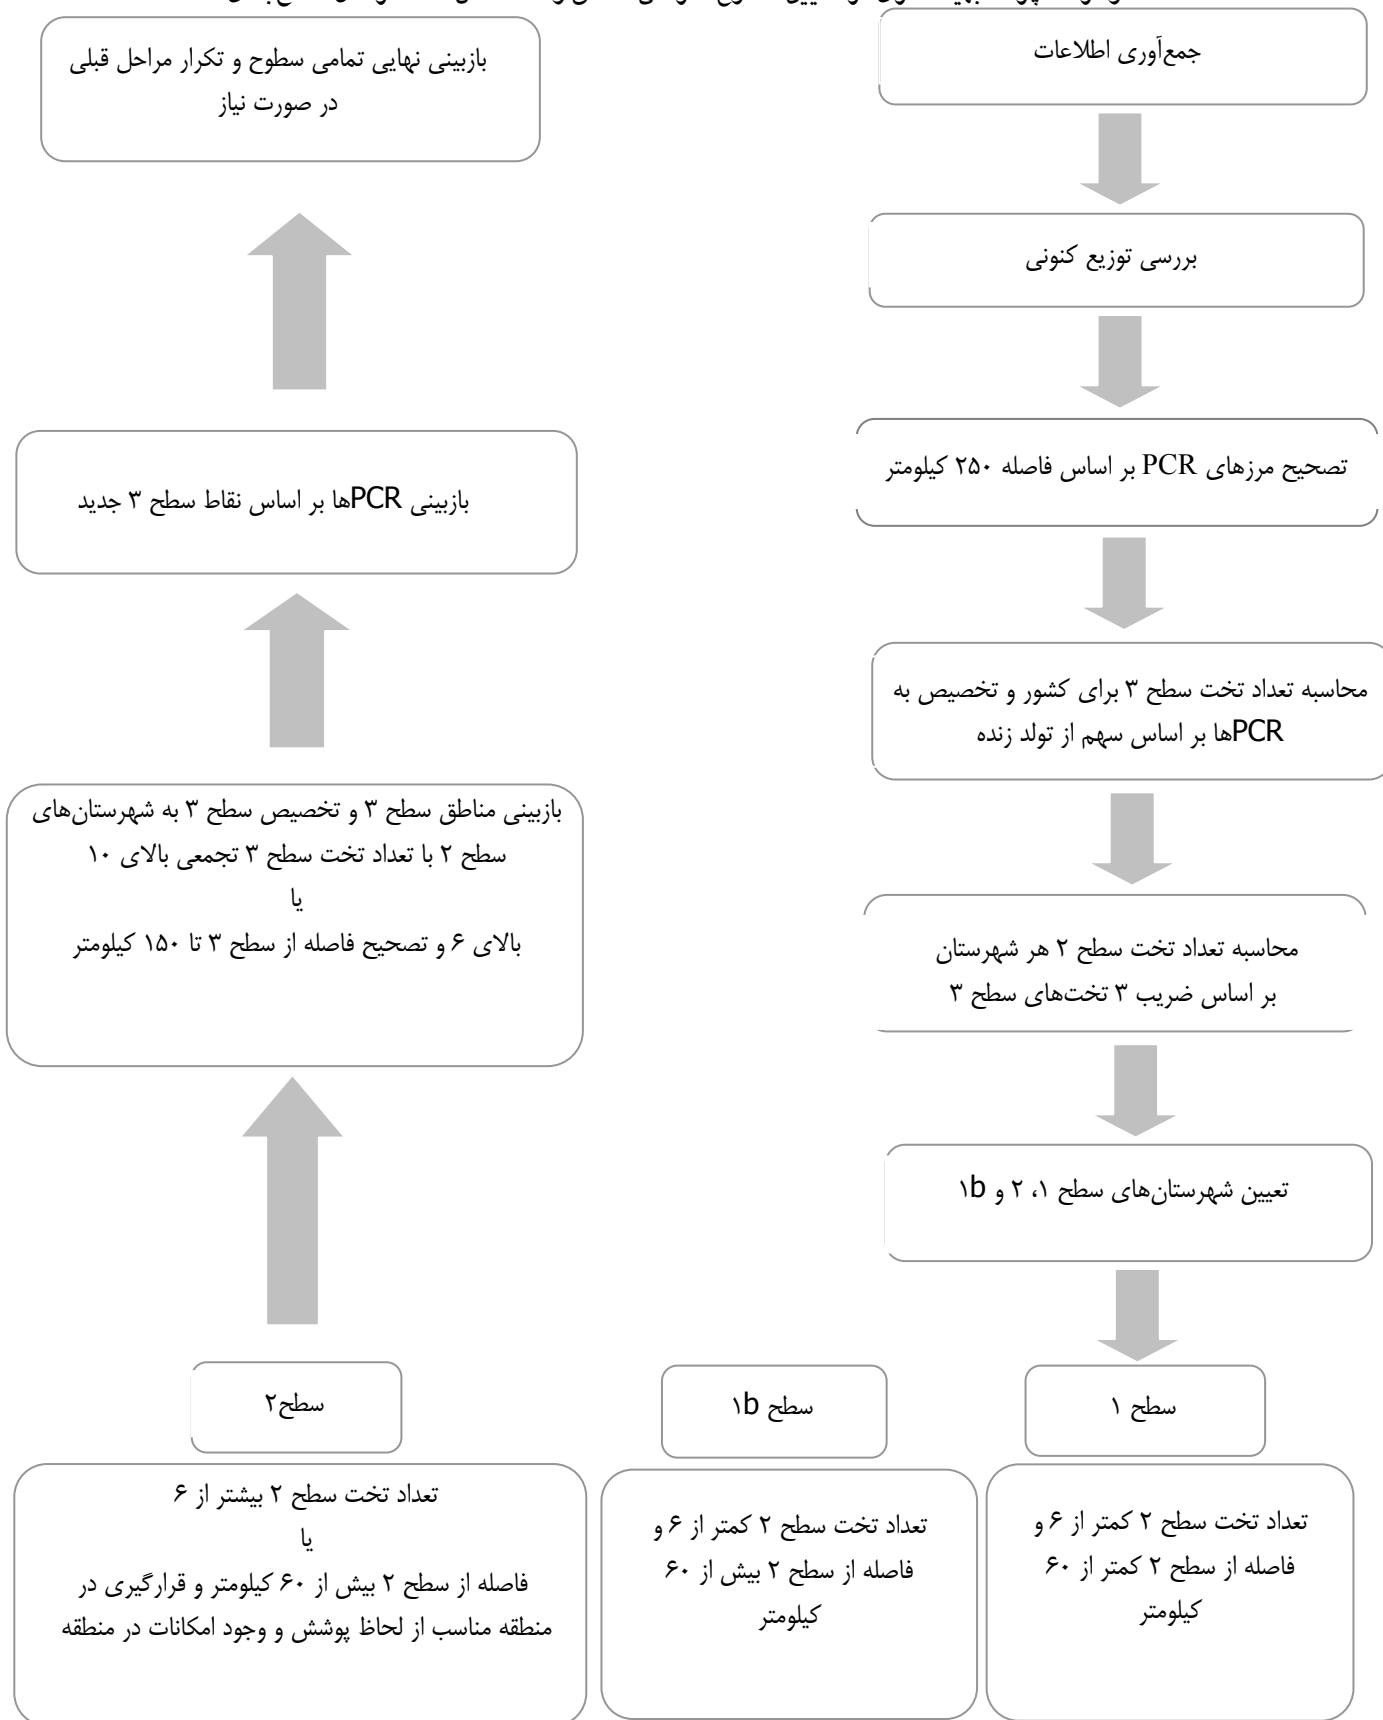 جمع‌آوری اطلاعات
بررسی توزیع کنونی
تصحیح مرزهای PCR بر اساس فاصله ۲۵۰ کیلومتر
محاسبه تعداد تخت سطح ۳ برای کشور و تخصیص به
PCRها بر اساس سهم از تولد زنده
محاسبه تعداد تخت سطح ۲ هر شهرستان
بر اساس ضریب ۳ تخت‌های سطح ۳
تعیین شهرستان‌های سطح ۱، ۲ و ۱b
سطح ۱
تعداد تخت سطح ۲ کمتر از ۶ و
فاصله از سطح ۲ کمتر از ۶۰
کیلومتر
سطح ۱b
تعداد تخت سطح ۲ کمتر از ۶ و
فاصله از سطح ۲ بیش از ۶۰
کیلومتر
سطح۲
تعداد تخت سطح ۲ بیشتر از ۶
یا
فاصله از سطح ۲ بیش از ۶۰ کیلومتر و قرارگیری در
منطقه مناسب از لحاظ پوشش و وجود امکانات در منطقه
بازبینی مناطق سطح ۳ و تخصیص سطح ۳ به شهرستان‌های
سطح ۲ با تعداد تخت سطح ۳ تجمعی بالای ۱۰
یا
بالای ۶ و تصحیح فاصله از سطح ۳ تا ۱۵۰ کیلومتر
بازبینی PCRها بر اساس نقاط سطح ۳ جدید
بازبینی نهایی تمامی سطوح و تکرار مراحل قبلی
در صورت نیاز